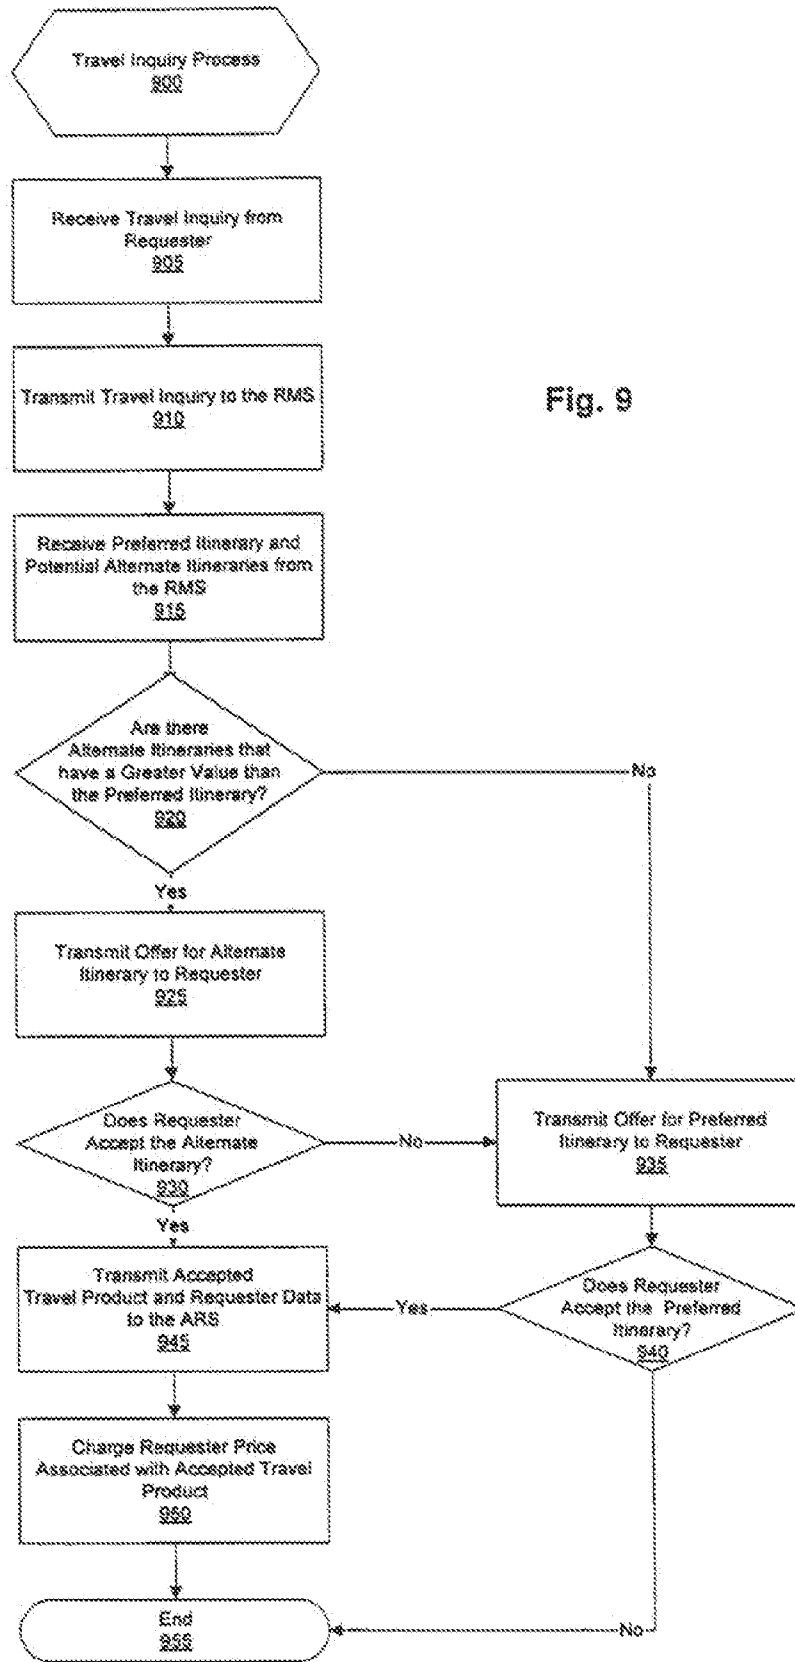 Travel Inquiry Process
900
Receive Travel Inquiry from
Requester
905
Transmit Travel Inquiry to the RMS
910
Fig. 9
Receive Preferred Itinerary and
Potential Alternate Itineraries from
the RMS
915
Are there
Alternate Itineraries that
have a Greater Value than
the Preferred Itinerary?
920
No
Yes
Transmit Offer for Alternate
Itinerary to Requester
925
Does Requester
Accept the Alternate
Itinerary?
930
No
Transmit Offer for Preferred
Itinerary to Requester
935
Yes
Transmit Accepted
Travel Product and Requester Data
to the ARS
945
Yes
Does Requester
Accept the Preferred
Itinerary?
940
Charge Requester Price
Associated with Accepted Travel
Product
950
End
955
No